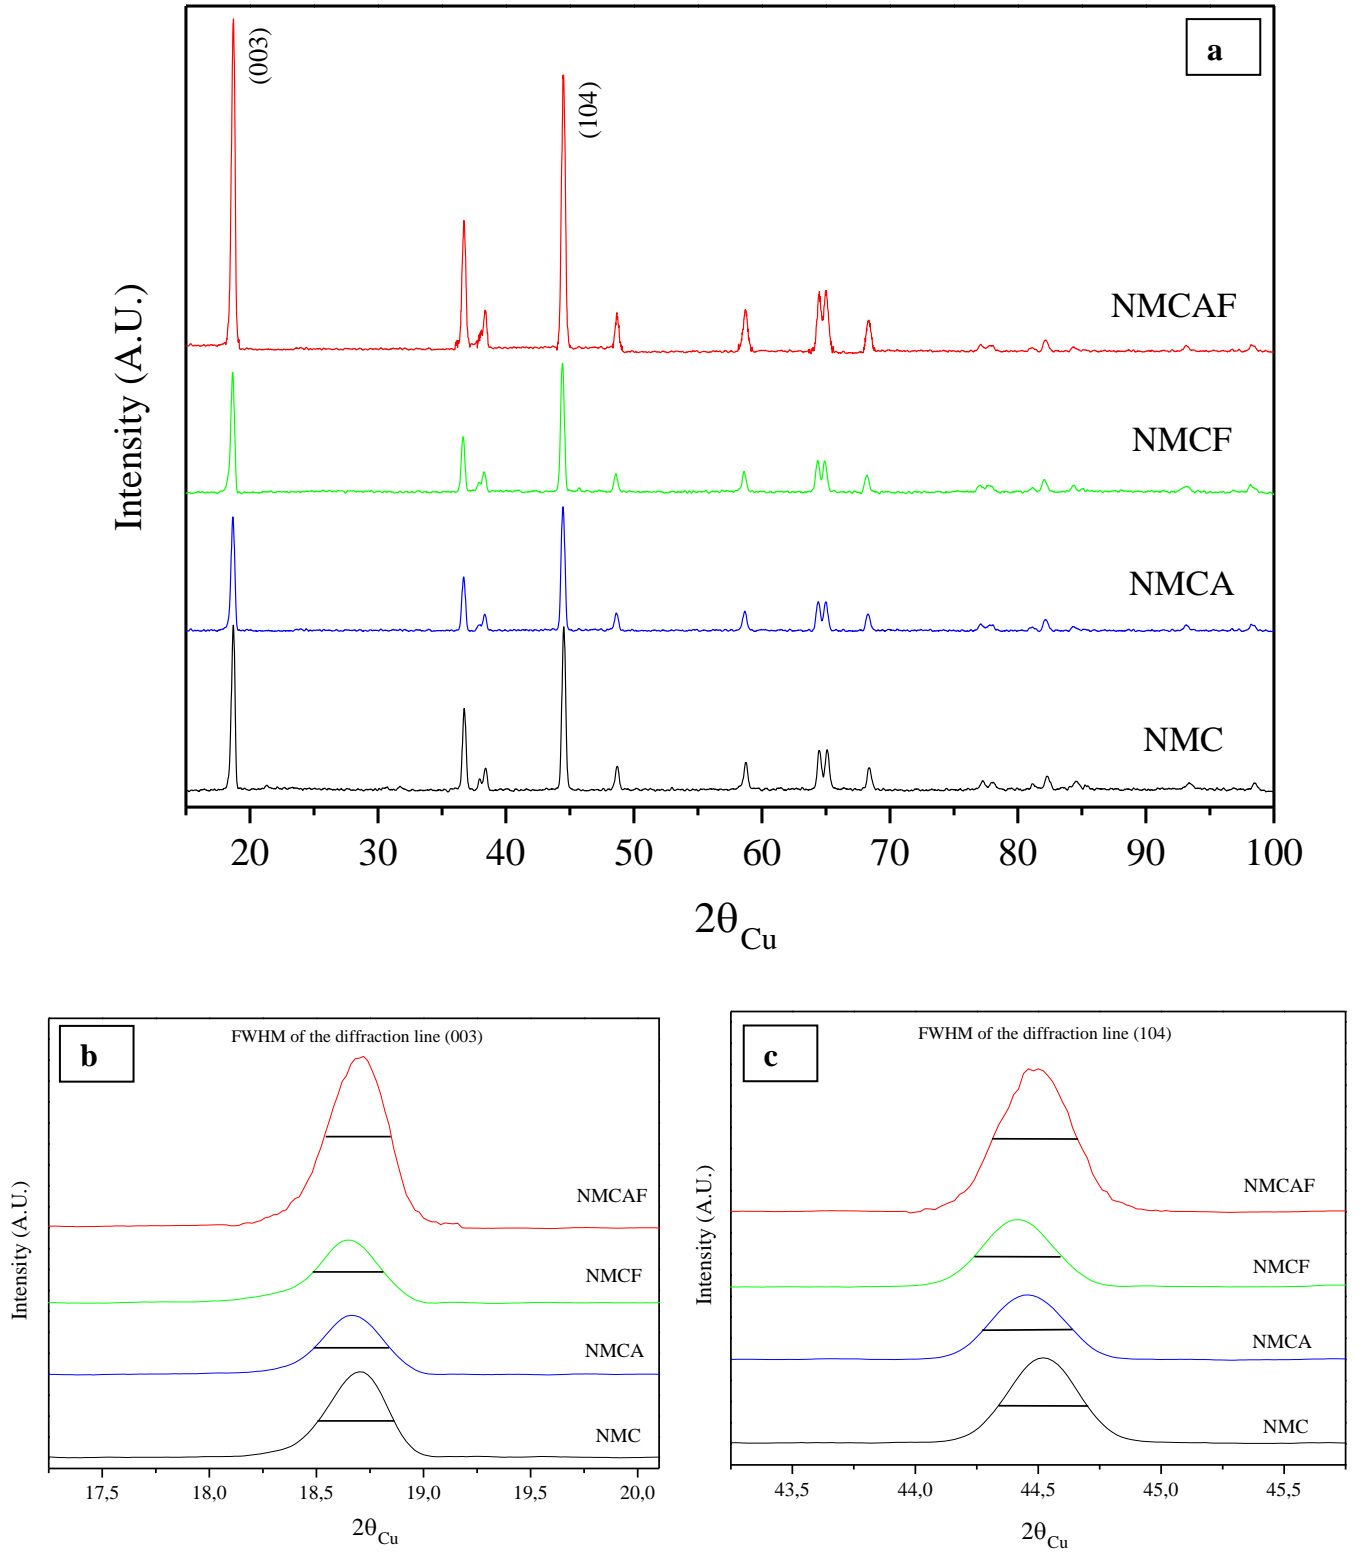 a
(003)
(104)
Intensity (A.U.)
NMCAF
NMCF
NMCA
NMC
20 30 40 50 60 70 80 90 100
2θCu
b
FWHM of the diffraction line (003)
Intensity (A.U.)
NMCAF
NMCF
NMCA
NMC
17,5 18,0 18,5 19,0 19,5 20,0
2θCu
c
FWHM of the diffraction line (104)
Intensity (A.U.)
NMCAF
NMCF
NMCA
NMC
43,5 44,0 44,5 45,0 45,5
2θCu